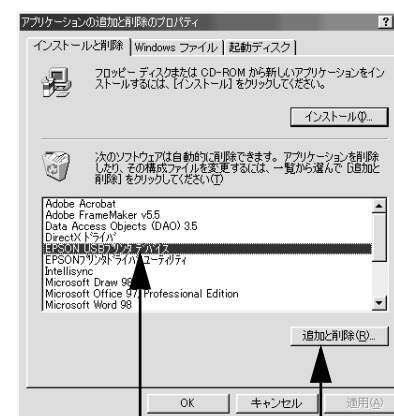 アプリケーションの追加と削除のプロパティ
?
インストールと削除 Windows ファイル 起動ディスク
フロッピー ディスクまたは CD-ROM から新しいアプリケーションをイン
ストールするには、[インストール] をクリックしてください。
インストール(I)...
次のソフトウェアは自動的に削除できます。アプリケーションを削除
したり、その構成ファイルを変更するには、一覧から選んで [追加と
削除] をクリックしてください(T)
Adobe Acrobat
Adobe FrameMaker v5.5
Data Access Objects (DAO) 3.5
DirectX ドライバ
EPSON USBプリンタデバイス
EPSONプリンタドライバ・ユーティリティ
Intellisync
Microsoft Draw 98
Microsoft Office 97, Professional Edition
Microsoft Word 98
追加と削除(R)...
OK キャンセル 適用(A)